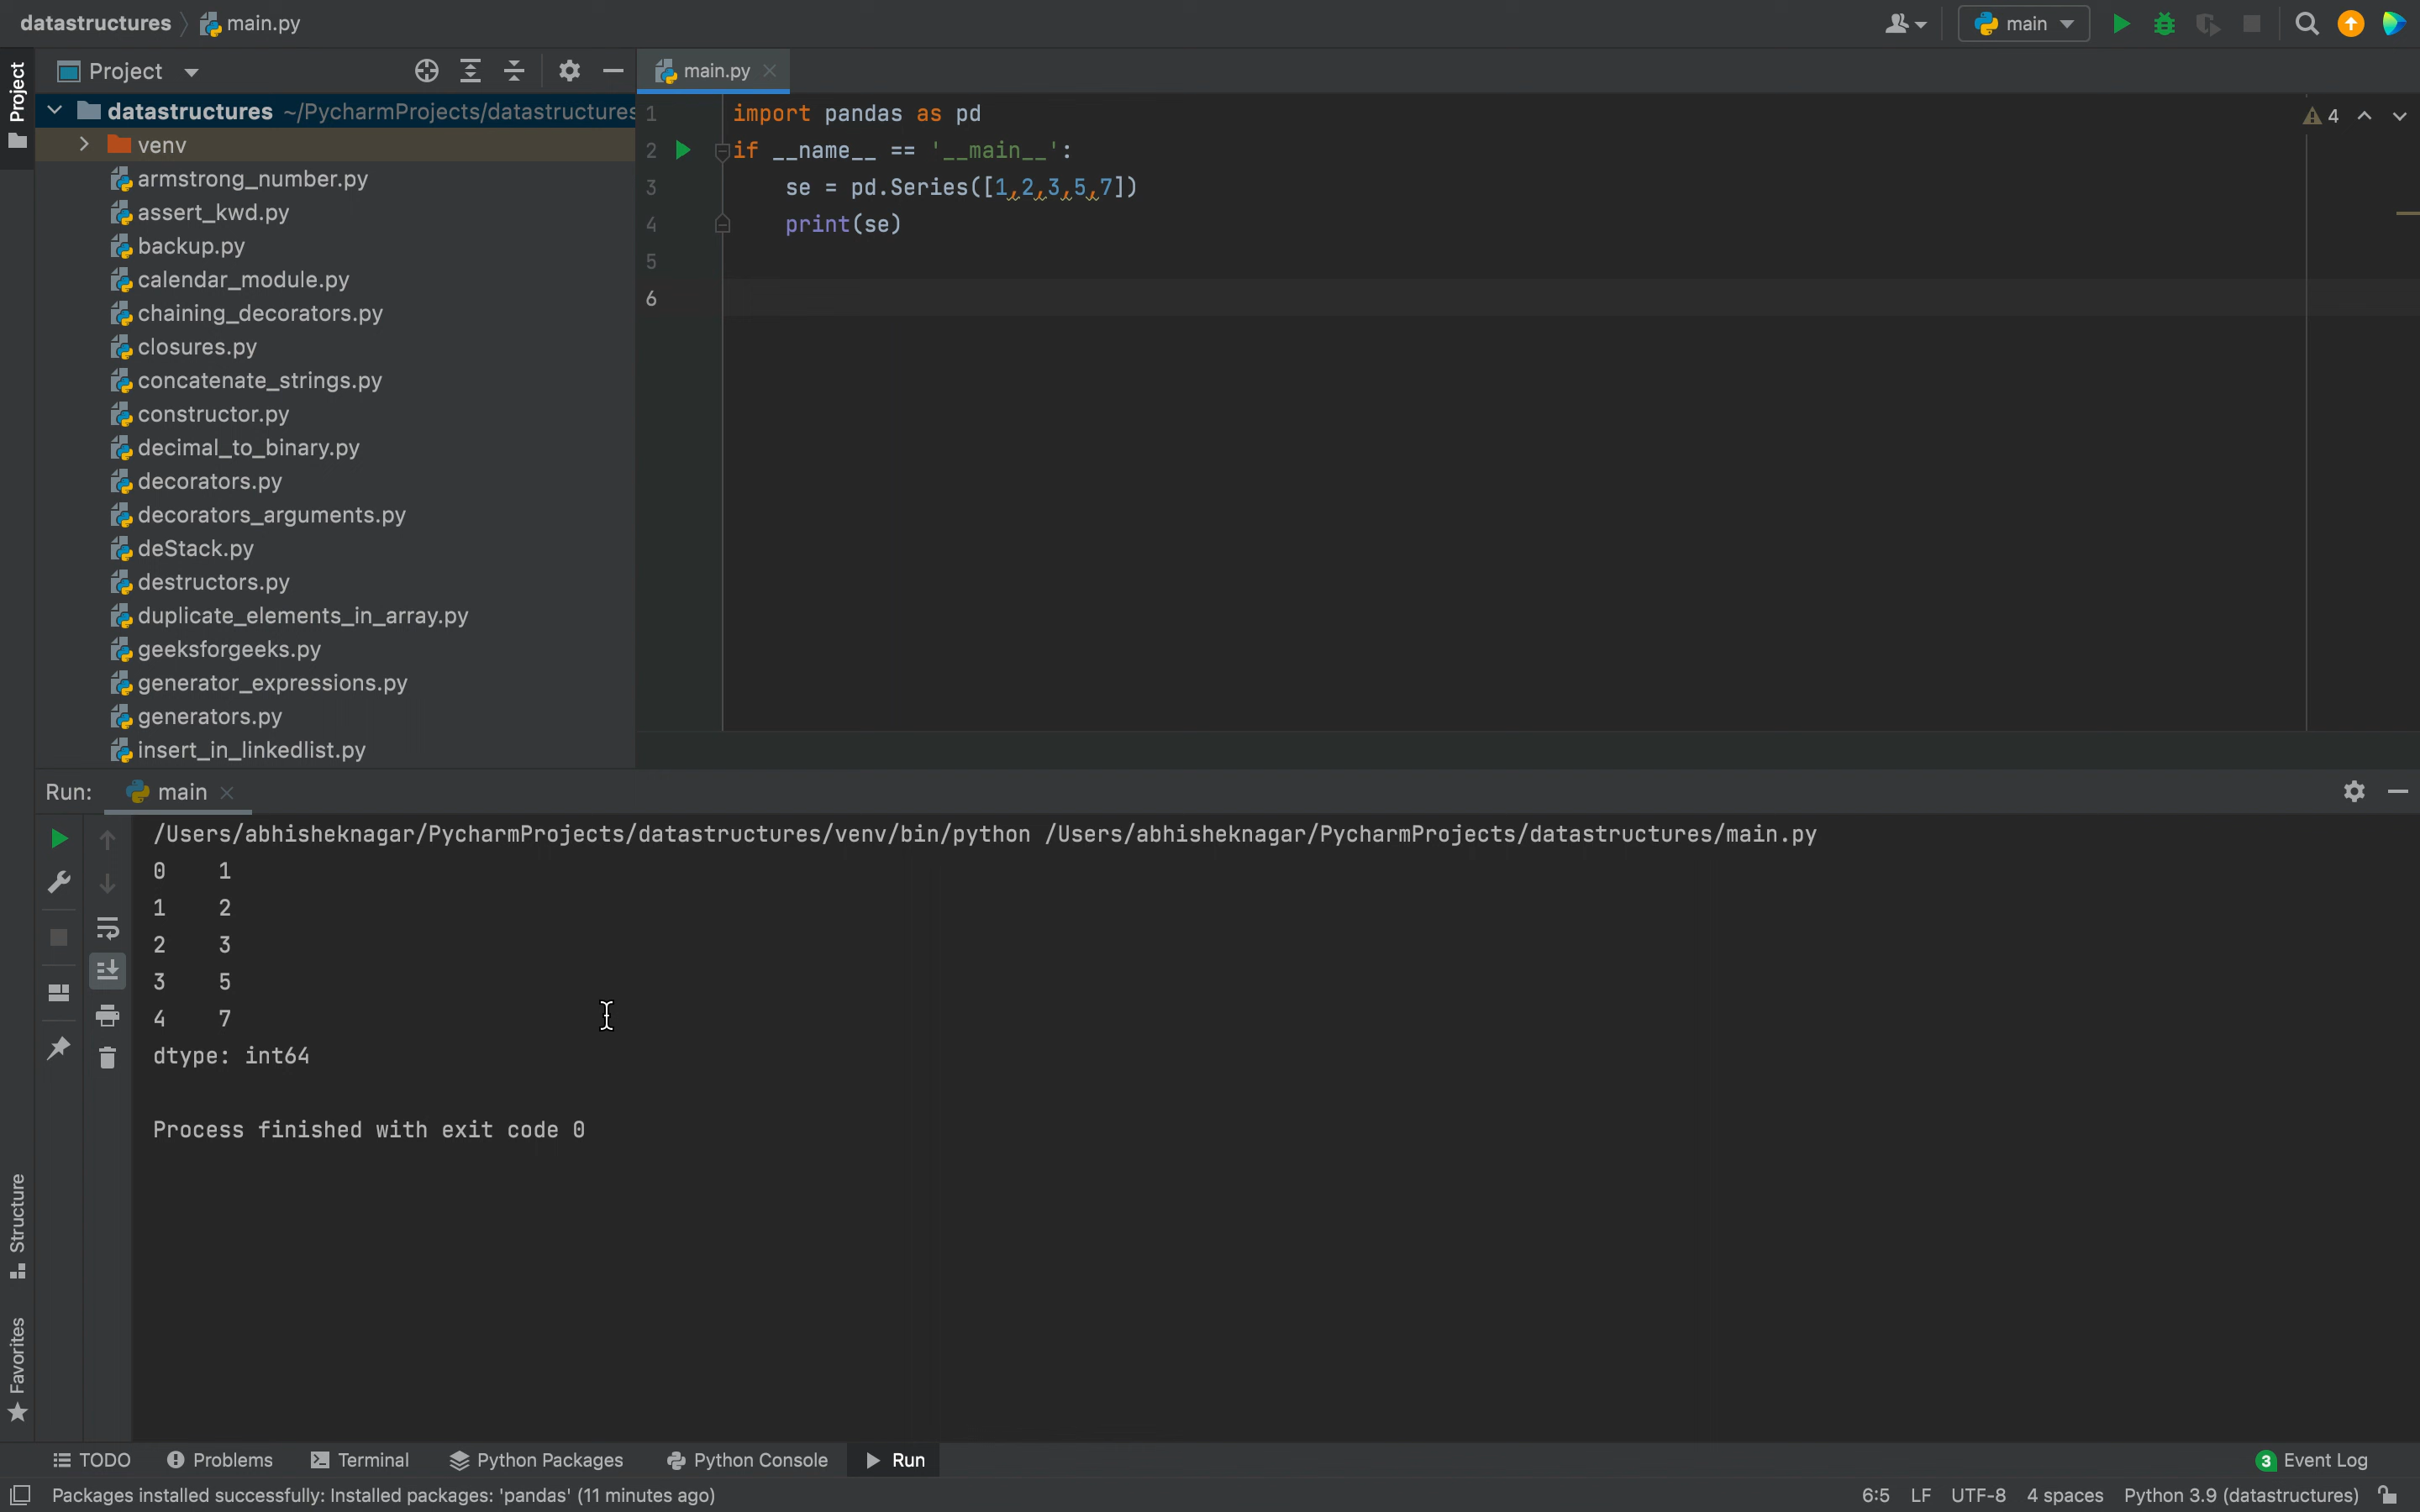 datastructures main.py
main
Project
Project
datastructures ~/PycharmProjects/datastructures
venv
armstrong_number.py
assert_kwd.py
backup.py
calendar_module.py
chaining_decorators.py
closures.py
concatenate_strings.py
constructor.py
decimal_to_binary.py
decorators.py
decorators_arguments.py
deStack.py
destructors.py
duplicate_elements_in_array.py
geeksforgeeks.py
generator_expressions.py
generators.py
insert_in_linkedlist.py
main.py
4
1 import pandas as pd
2 if __name__ == '__main__':
3 se = pd.Series([1,2,3,5,7])
4 print(se)
5
6
Run: main
/Users/abhisheknagar/PycharmProjects/datastructures/venv/bin/python /Users/abhisheknagar/PycharmProjects/datastructures/main.py
0 1
1 2
2 3
3 5
4 7
dtype: int64
Process finished with exit code 0
Structure
Favorites
TODO Problems Terminal Python Packages Python Console Run 3 Event Log
Packages installed successfully: Installed packages: 'pandas' (11 minutes ago) 6:5 LF UTF-8 4 spaces Python 3.9 (datastructures)